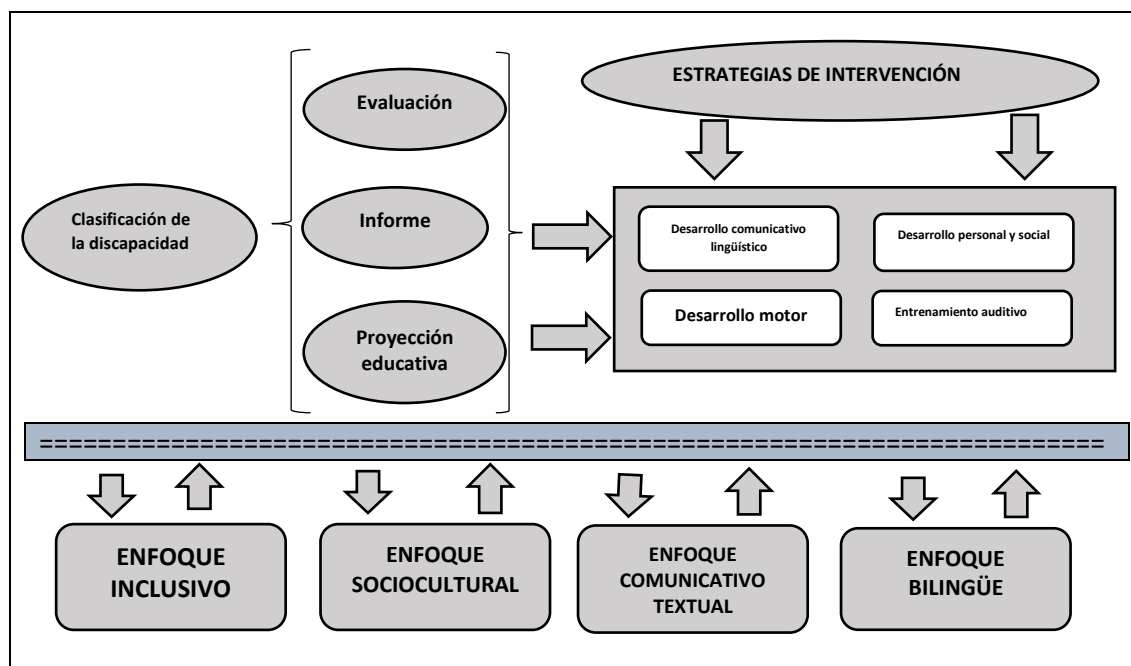 ESTRATEGIAS DE INTERVENCIÓN
Evaluación
Clasificación de
la discapacidad
Informe
Proyección
educativa
Desarrollo comunicativo
lingüístico
Desarrollo personal y social
Desarrollo motor
Entrenamiento auditivo
==========================================================================
ENFOQUE
INCLUSIVO
ENFOQUE
SOCIOCULTURAL
ENFOQUE
COMUNICATIVO
TEXTUAL
ENFOQUE
BILINGÜE